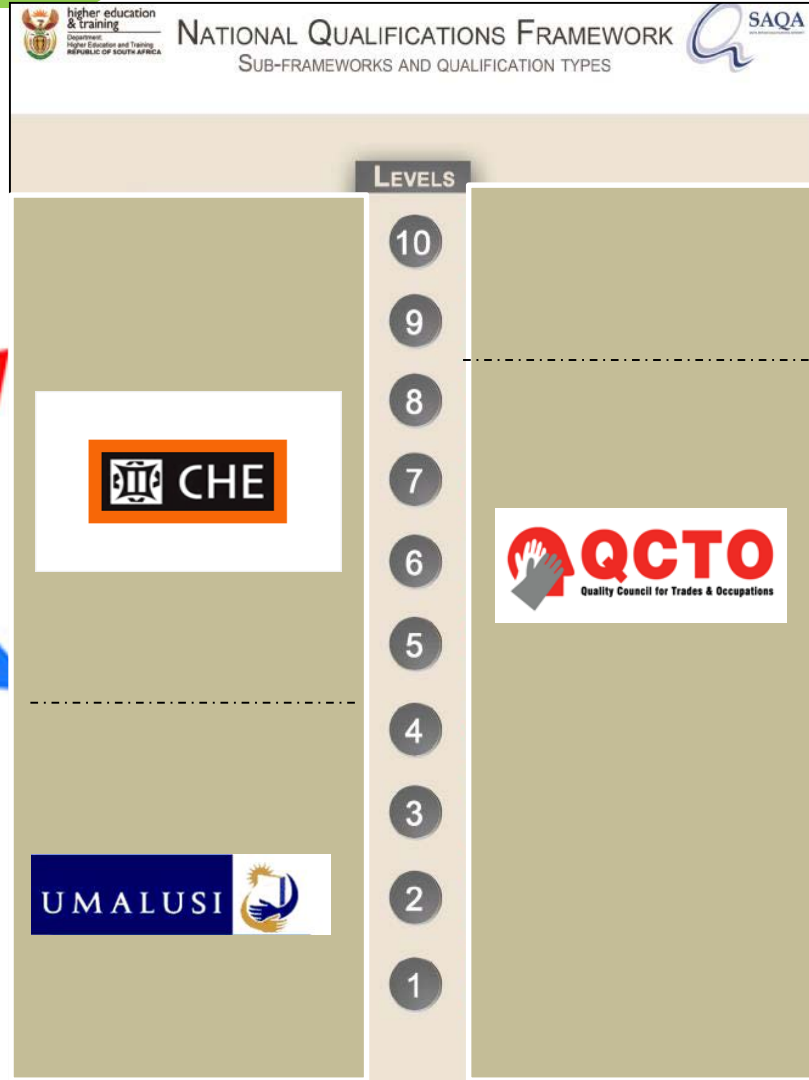 higher education
& training
Department:
Higher Education and Training
REPUBLIC OF SOUTH AFRICA
NATIONAL QUALIFICATIONS FRAMEWORK
SUB-FRAMEWORKS AND QUALIFICATION TYPES
SAQA
LEVELS
10
9
8
7
6
5
4
3
2
1
CHE
UMALUSI
QCTO
Quality Council for Trades & Occupations